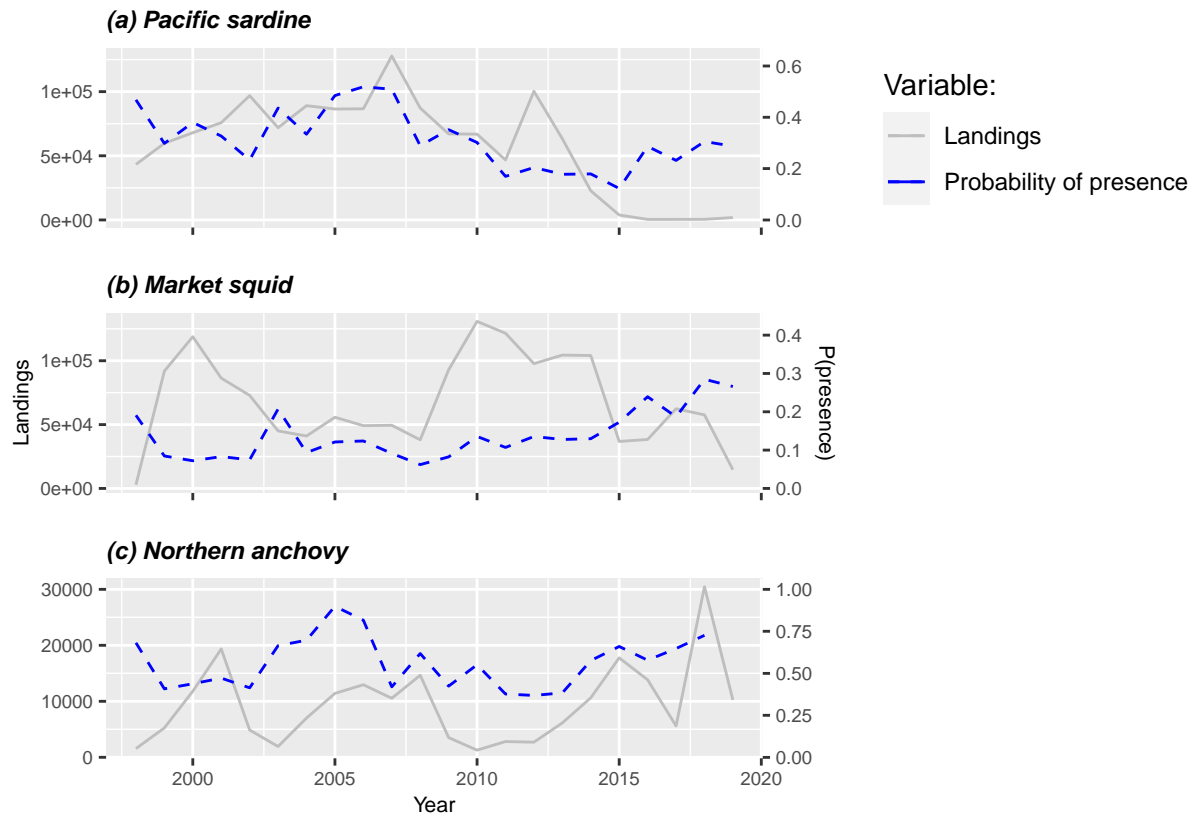 (a) Pacific sardine
1e+05
5e+04
0e+00
0.6
0.4
0.2
0.0
Variable:
Landings
Probability of presence
(b) Market squid
Landings
1e+05
5e+04
0e+00
0.4
0.3
0.2
0.1
0.0
P(presence)
(c) Northern anchovy
30000
20000
10000
0
1.00
0.75
0.50
0.25
0.00
2000 2005 2010 2015 2020
Year